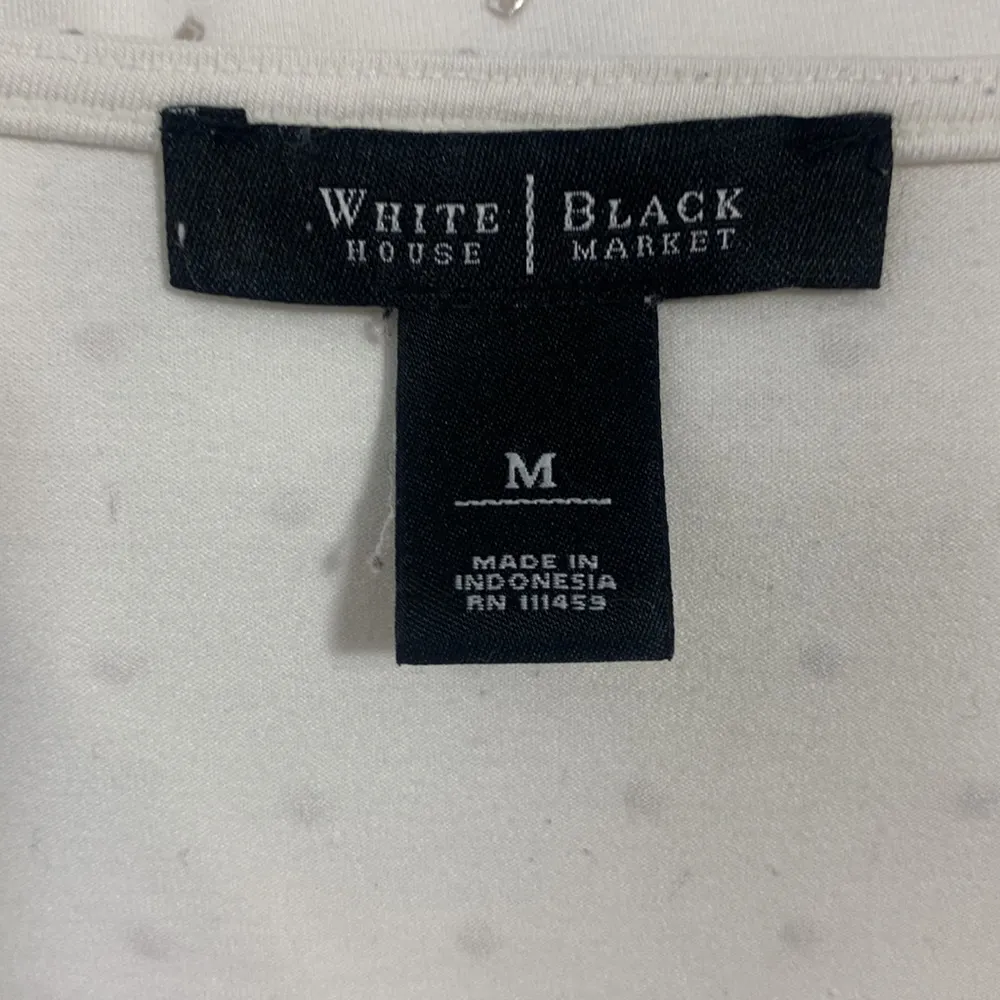 WHITE | BLACK
HOUSE | MARKET
M
MADE IN
INDONESIA
RN 111459